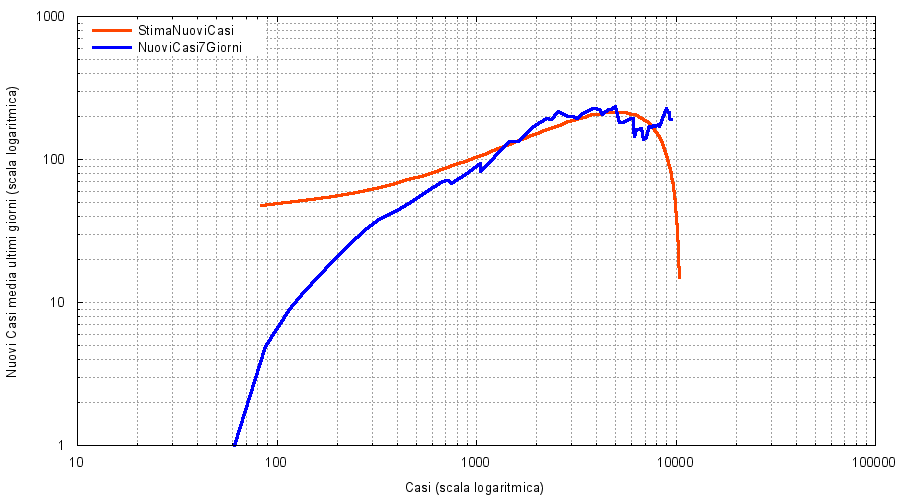 1000
StimaNuoviCasi
NuoviCasi7Giorni
100
10
1
Nuovi Casi media ultimi giorni (scala logaritmica)
10 100 1000 10000 100000
Casi (scala logaritmica)